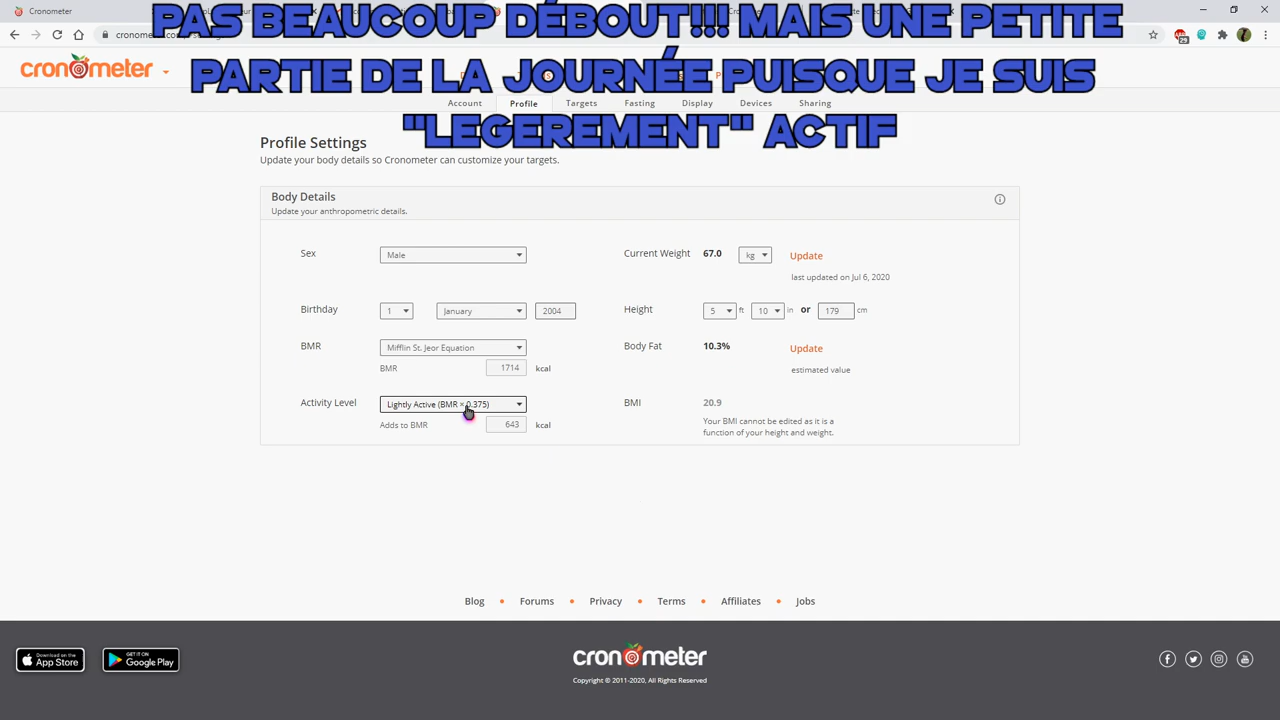 Cronometer
PAS BEAUCOUP DÉBOUT!!! MAIS UNE PETITE
PARTIE DE LA JOURNÉE PUISQUE JE SUIS
"LEGEREMENT" ACTIF
cronometer
Account Profile Targets Fasting Display Devices Sharing
Profile Settings
Update your body details so Cronometer can customize your targets.
Body Details
Update your anthropometric details.
Sex Male Current Weight 67.0 kg Update
last updated on Jul 6, 2020
Birthday 1 January 2004 Height 5 ft 10 in or 179 cm
BMR Mifflin St. Jeor Equation Body Fat 10.3% Update
BMR 1714 kcal estimated value
Activity Level Lightly Active (BMR × 0.375) BMI 20.9
Adds to BMR 643 kcal Your BMI cannot be edited as it is a
function of your height and weight.
Blog • Forums • Privacy • Terms • Affiliates • Jobs
Download on the App Store GET IT ON Google Play cronometer
Copyright © 2011-2020, All Rights Reserved